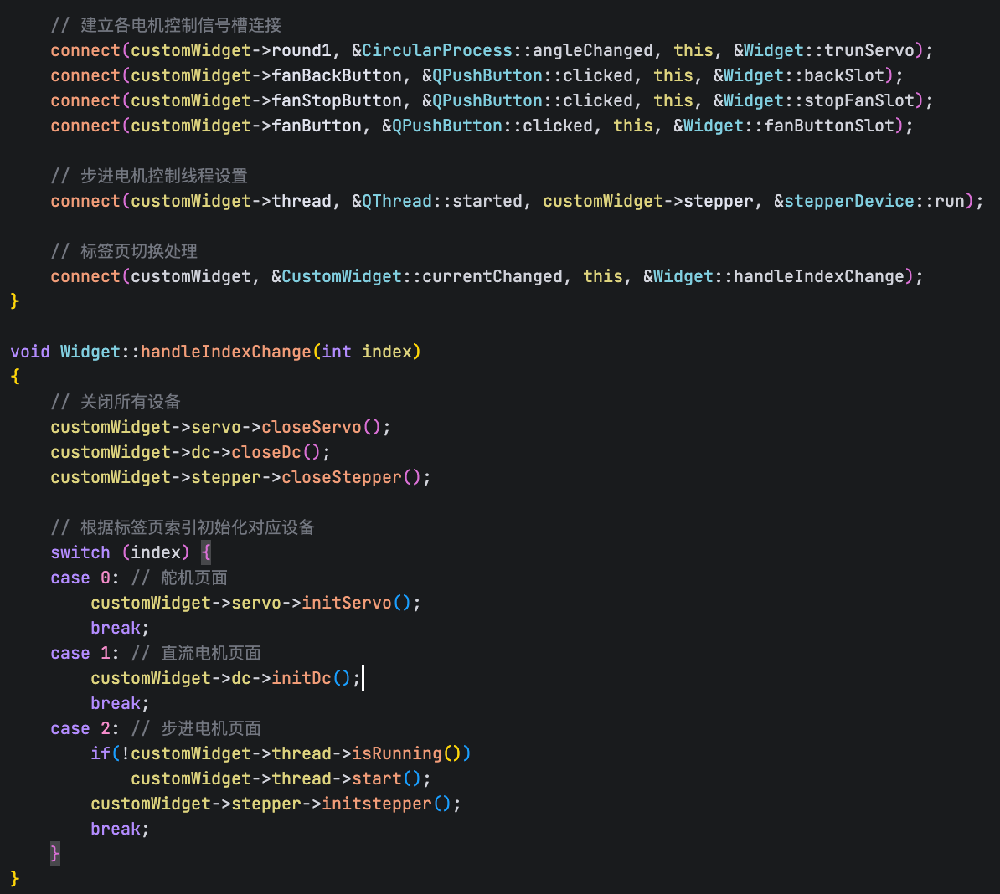 // 建立各电机控制信号槽连接
connect(customWidget->round1, &CircularProcess::angleChanged, this, &Widget::trunServo);
connect(customWidget->fanBackButton, &QPushButton::clicked, this, &Widget::backSlot);
connect(customWidget->fanStopButton, &QPushButton::clicked, this, &Widget::stopFanSlot);
connect(customWidget->fanButton, &QPushButton::clicked, this, &Widget::fanButtonSlot);
// 步进电机控制线程设置
connect(customWidget->thread, &QThread::started, customWidget->stepper, &stepperDevice::run);
// 标签页切换处理
connect(customWidget, &CustomWidget::currentChanged, this, &Widget::handleIndexChange);
}
void Widget::handleIndexChange(int index)
{
// 关闭所有设备
customWidget->servo->closeServo();
customWidget->dc->closeDc();
customWidget->stepper->closeStepper();
// 根据标签页索引初始化对应设备
switch (index) {
case 0: // 舵机页面
customWidget->servo->initServo();
break;
case 1: // 直流电机页面
customWidget->dc->initDc();
break;
case 2: // 步进电机页面
if(!customWidget->thread->isRunning())
customWidget->thread->start();
customWidget->stepper->initstepper();
break;
}
}